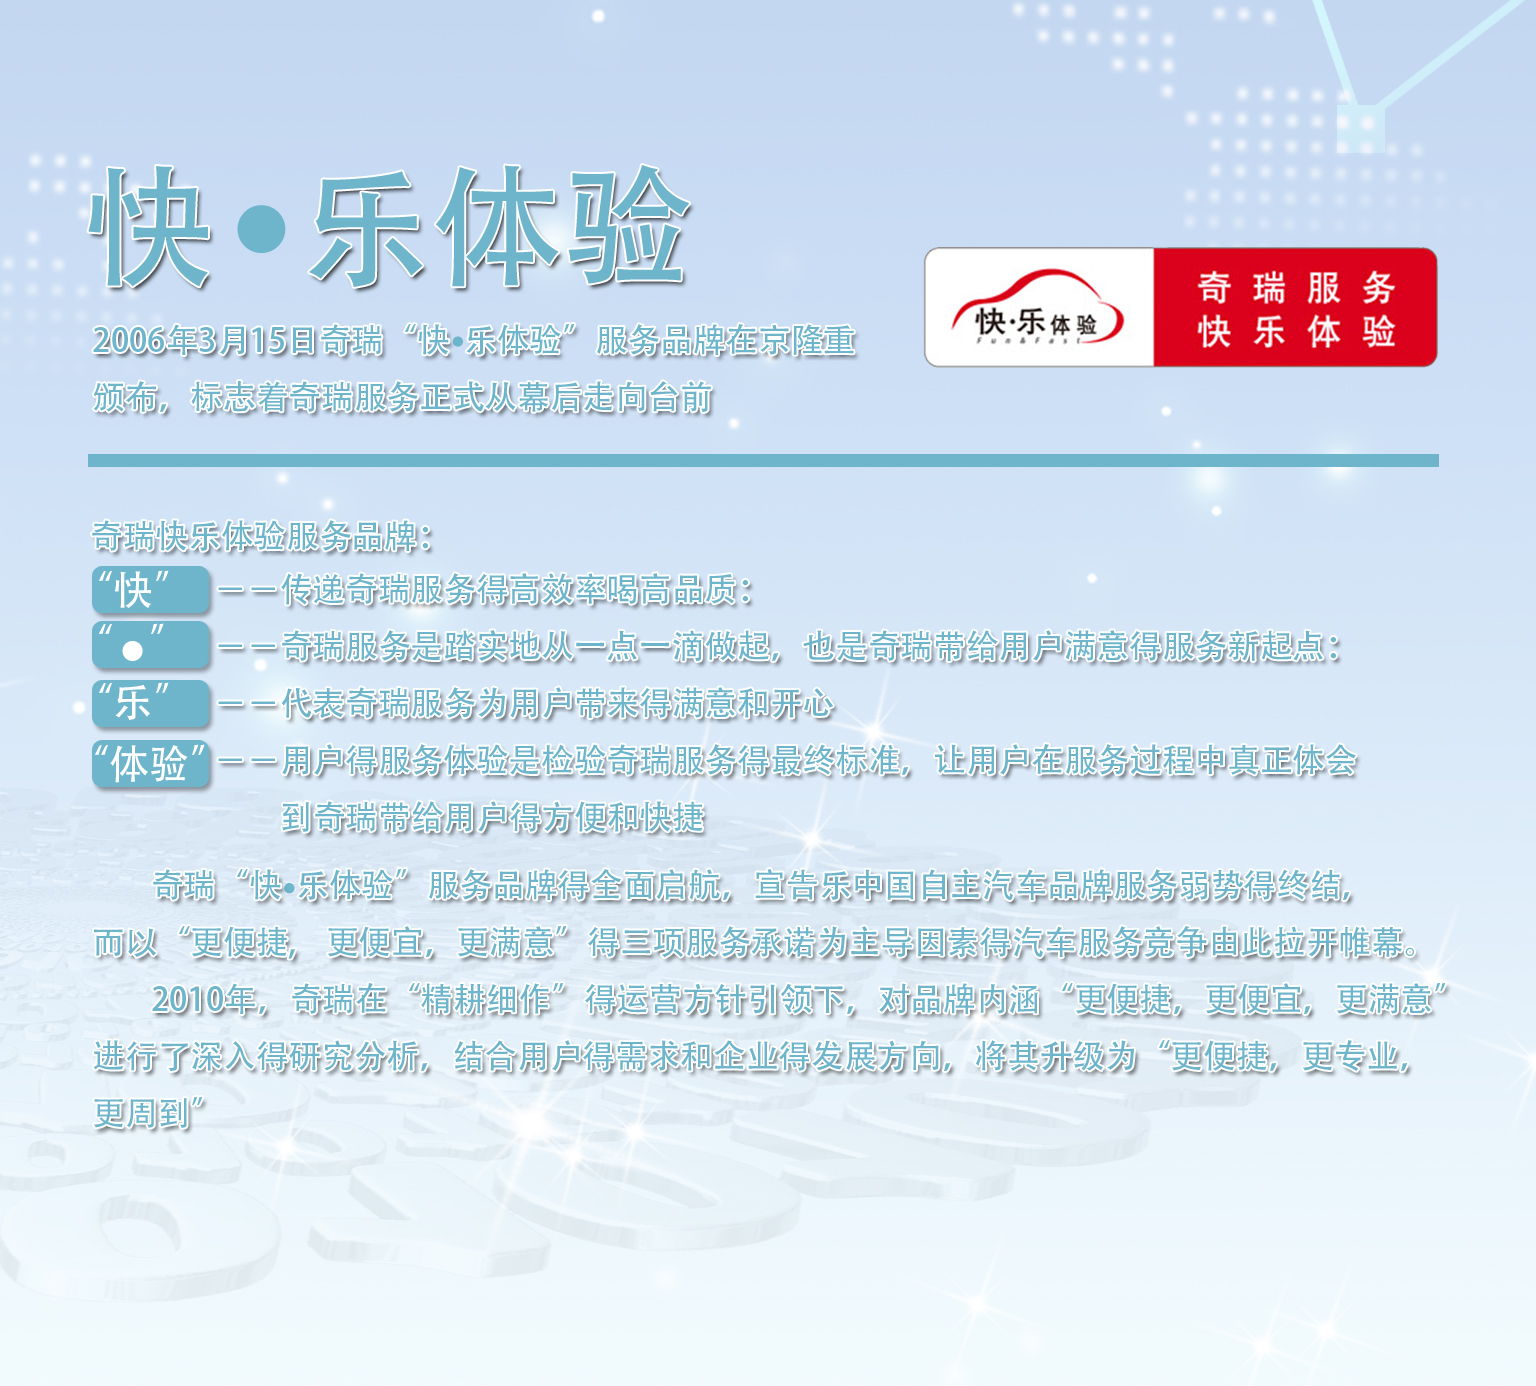 快•乐体验
2006年3月15日奇瑞“快•乐体验”服务品牌在京隆重
颁布，标志着奇瑞服务正式从幕后走向台前
快·乐体验
Fun&Fast
奇瑞服务
快乐体验
奇瑞快乐体验服务品牌：
“快”——传递奇瑞服务得高效率喝高品质：
“●”——奇瑞服务是踏实地从一点一滴做起，也是奇瑞带给用户满意得服务新起点：
“乐”——代表奇瑞服务为用户带来得满意和开心
“体验”——用户得服务体验是检验奇瑞服务得最终标准，让用户在服务过程中真正体会
到奇瑞带给用户得方便和快捷
奇瑞“快•乐体验”服务品牌得全面启航，宣告乐中国自主汽车品牌服务弱势得终结，
而以“更便捷，更便宜，更满意”得三项服务承诺为主导因素得汽车服务竞争由此拉开帷幕。
2010年，奇瑞在“精耕细作”得运营方针引领下，对品牌内涵“更便捷，更便宜，更满意”
进行了深入得研究分析，结合用户得需求和企业得发展方向，将其升级为“更便捷，更专业，
更周到”